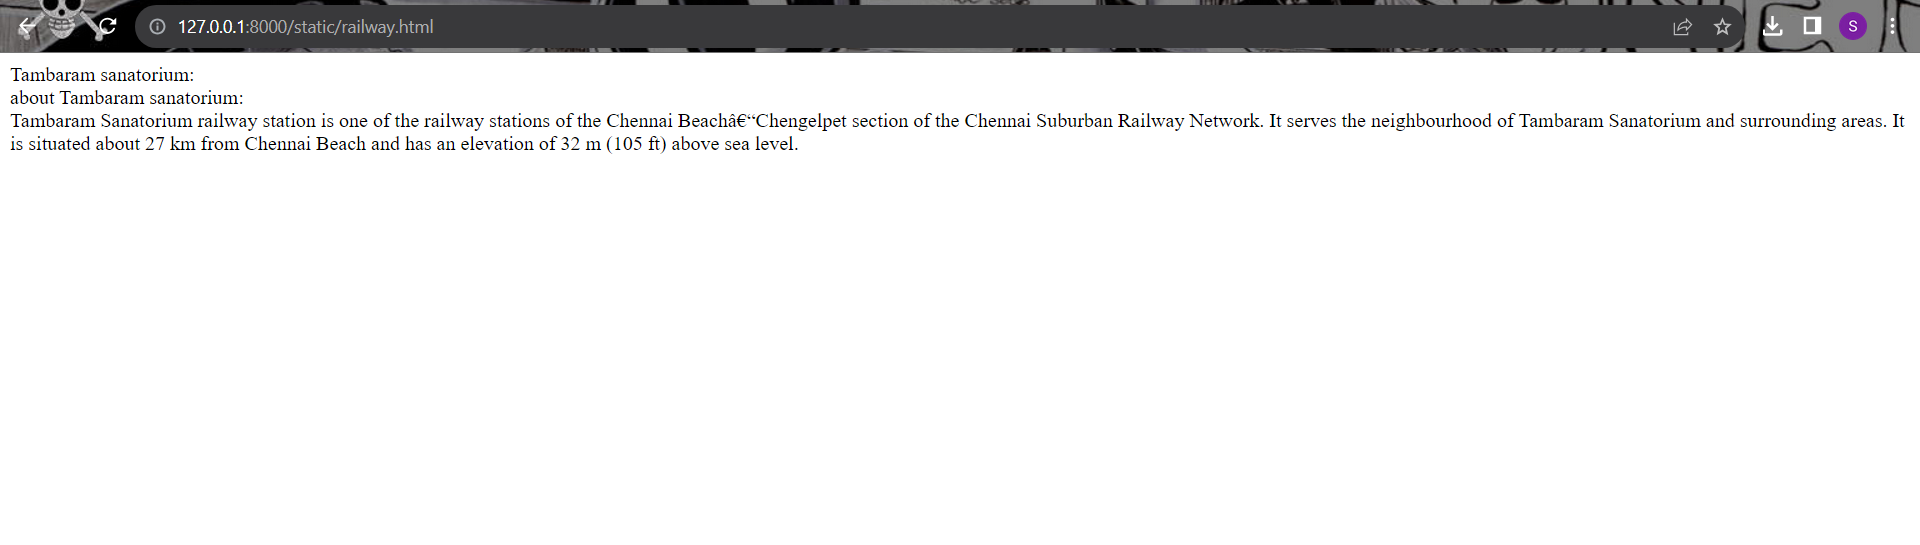 127.0.0.1:8000/static/railway.html
S
Tambaram sanatorium:
about Tambaram sanatorium:
Tambaram Sanatorium railway station is one of the railway stations of the Chennai Beachâ€“Chengelpet section of the Chennai Suburban Railway Network. It serves the neighbourhood of Tambaram Sanatorium and surrounding areas. It
is situated about 27 km from Chennai Beach and has an elevation of 32 m (105 ft) above sea level.